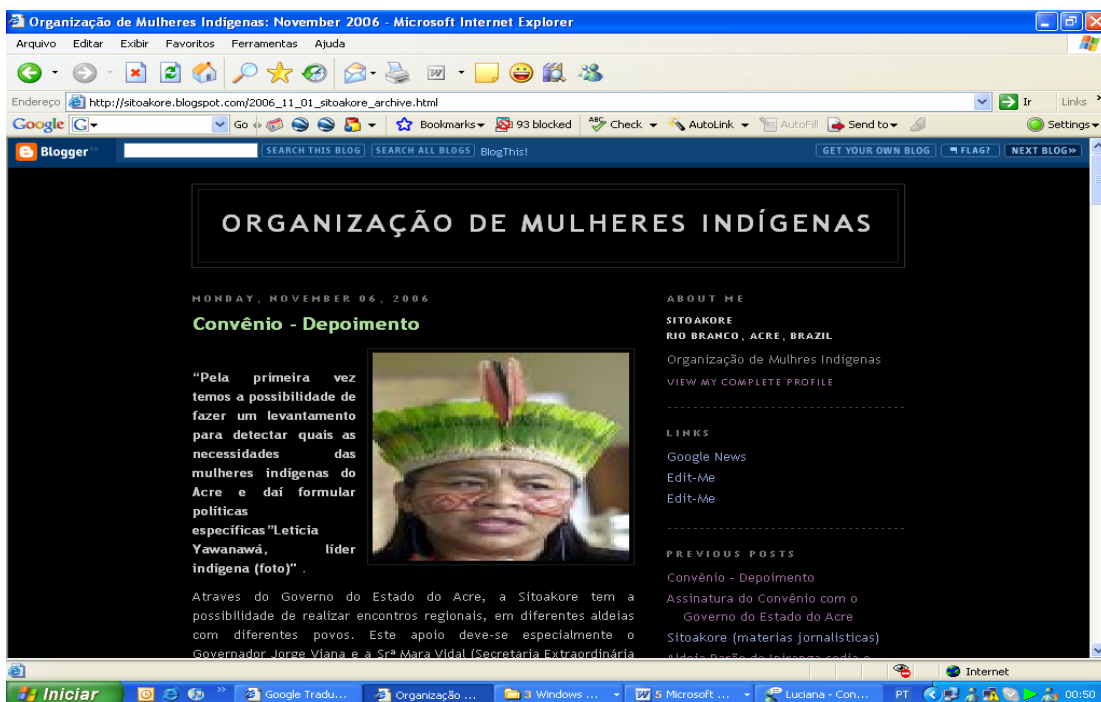 Organização de Mulheres Indígenas: November 2006 - Microsoft Internet Explorer
Arquivo Editar Exibir Favoritos Ferramentas Ajuda
Endereço http://sitoakore.blogspot.com/2006_11_01_sitoakore_archive.html Ir Links
Google G Go Bookmarks 93 blocked ABC Check AutoLink AutoFill Send to Settings
Blogger SEARCH THIS BLOG SEARCH ALL BLOGS BlogThis! GET YOUR OWN BLOG FLAG? NEXT BLOG»
ORGANIZAÇÃO DE MULHERES INDÍGENAS
MONDAY, NOVEMBER 06, 2006
Convênio - Depoimento
"Pela primeira vez
temos a possibilidade de
fazer um levantamento
para detectar quais as
necessidades das
mulheres indígenas do
Acre e daí formular
políticas
específicas"Letícia
Yawanawá, líder
indígena (foto)" .
Atraves do Governo do Estado do Acre, a Sitoakore tem a
possibilidade de realizar encontros regionais, em diferentes aldeias
com diferentes povos. Este apoio deve-se especialmente o
Governador Jorge Viana e a Srª Mara Vidal (Secretaria Extraordinária
ABOUT ME
SITOAKORE
RIO BRANCO, ACRE, BRAZIL
Organização de Mulhres Indígenas
VIEW MY COMPLETE PROFILE
LINKS
Google News
Edit-Me
Edit-Me
PREVIOUS POSTS
Convênio - Depoimento
Assinatura do Convênio com o
Governo do Estado do Acre
Sitoakore (materias jornalisticas)
Internet
Iniciar Google Tradu... Organização ... 3 Windows ... 5 Microsoft ... Luciana - Con... PT 00:50